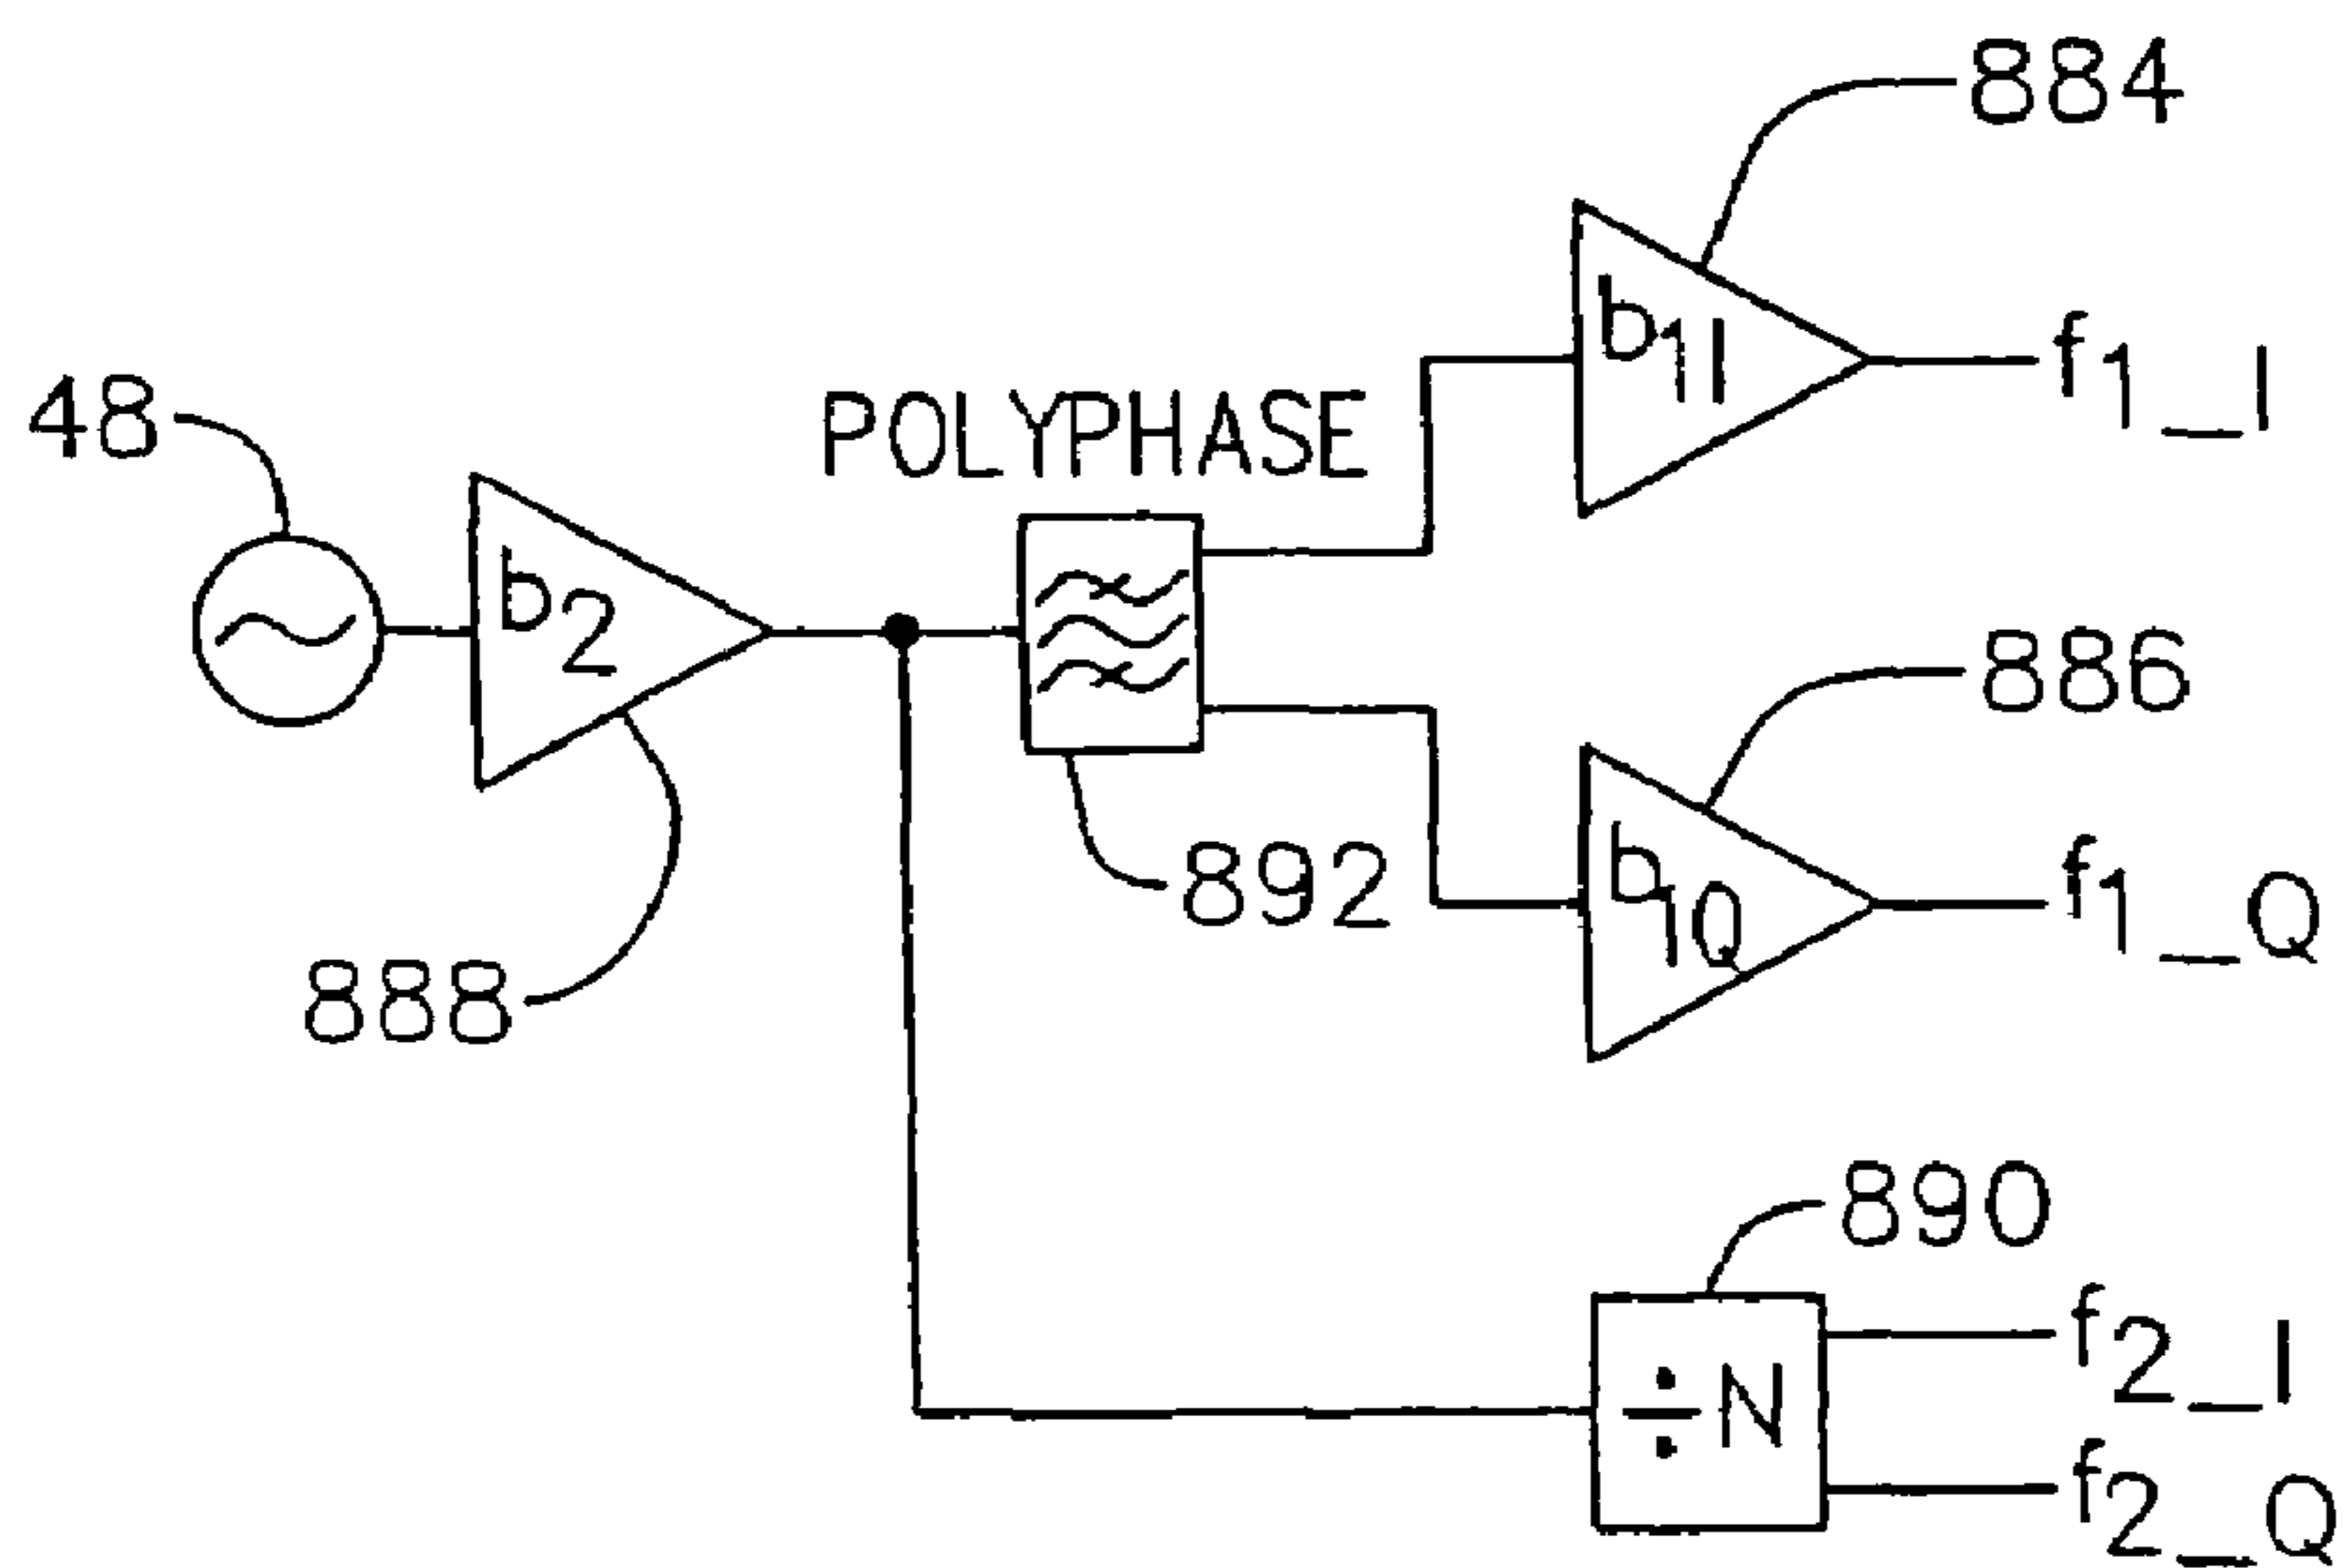 884
b1I
f1_I
48
POLYPHASE
b2
886
892
b1Q
f1_Q
888
890
f2_I
÷N
f2_Q